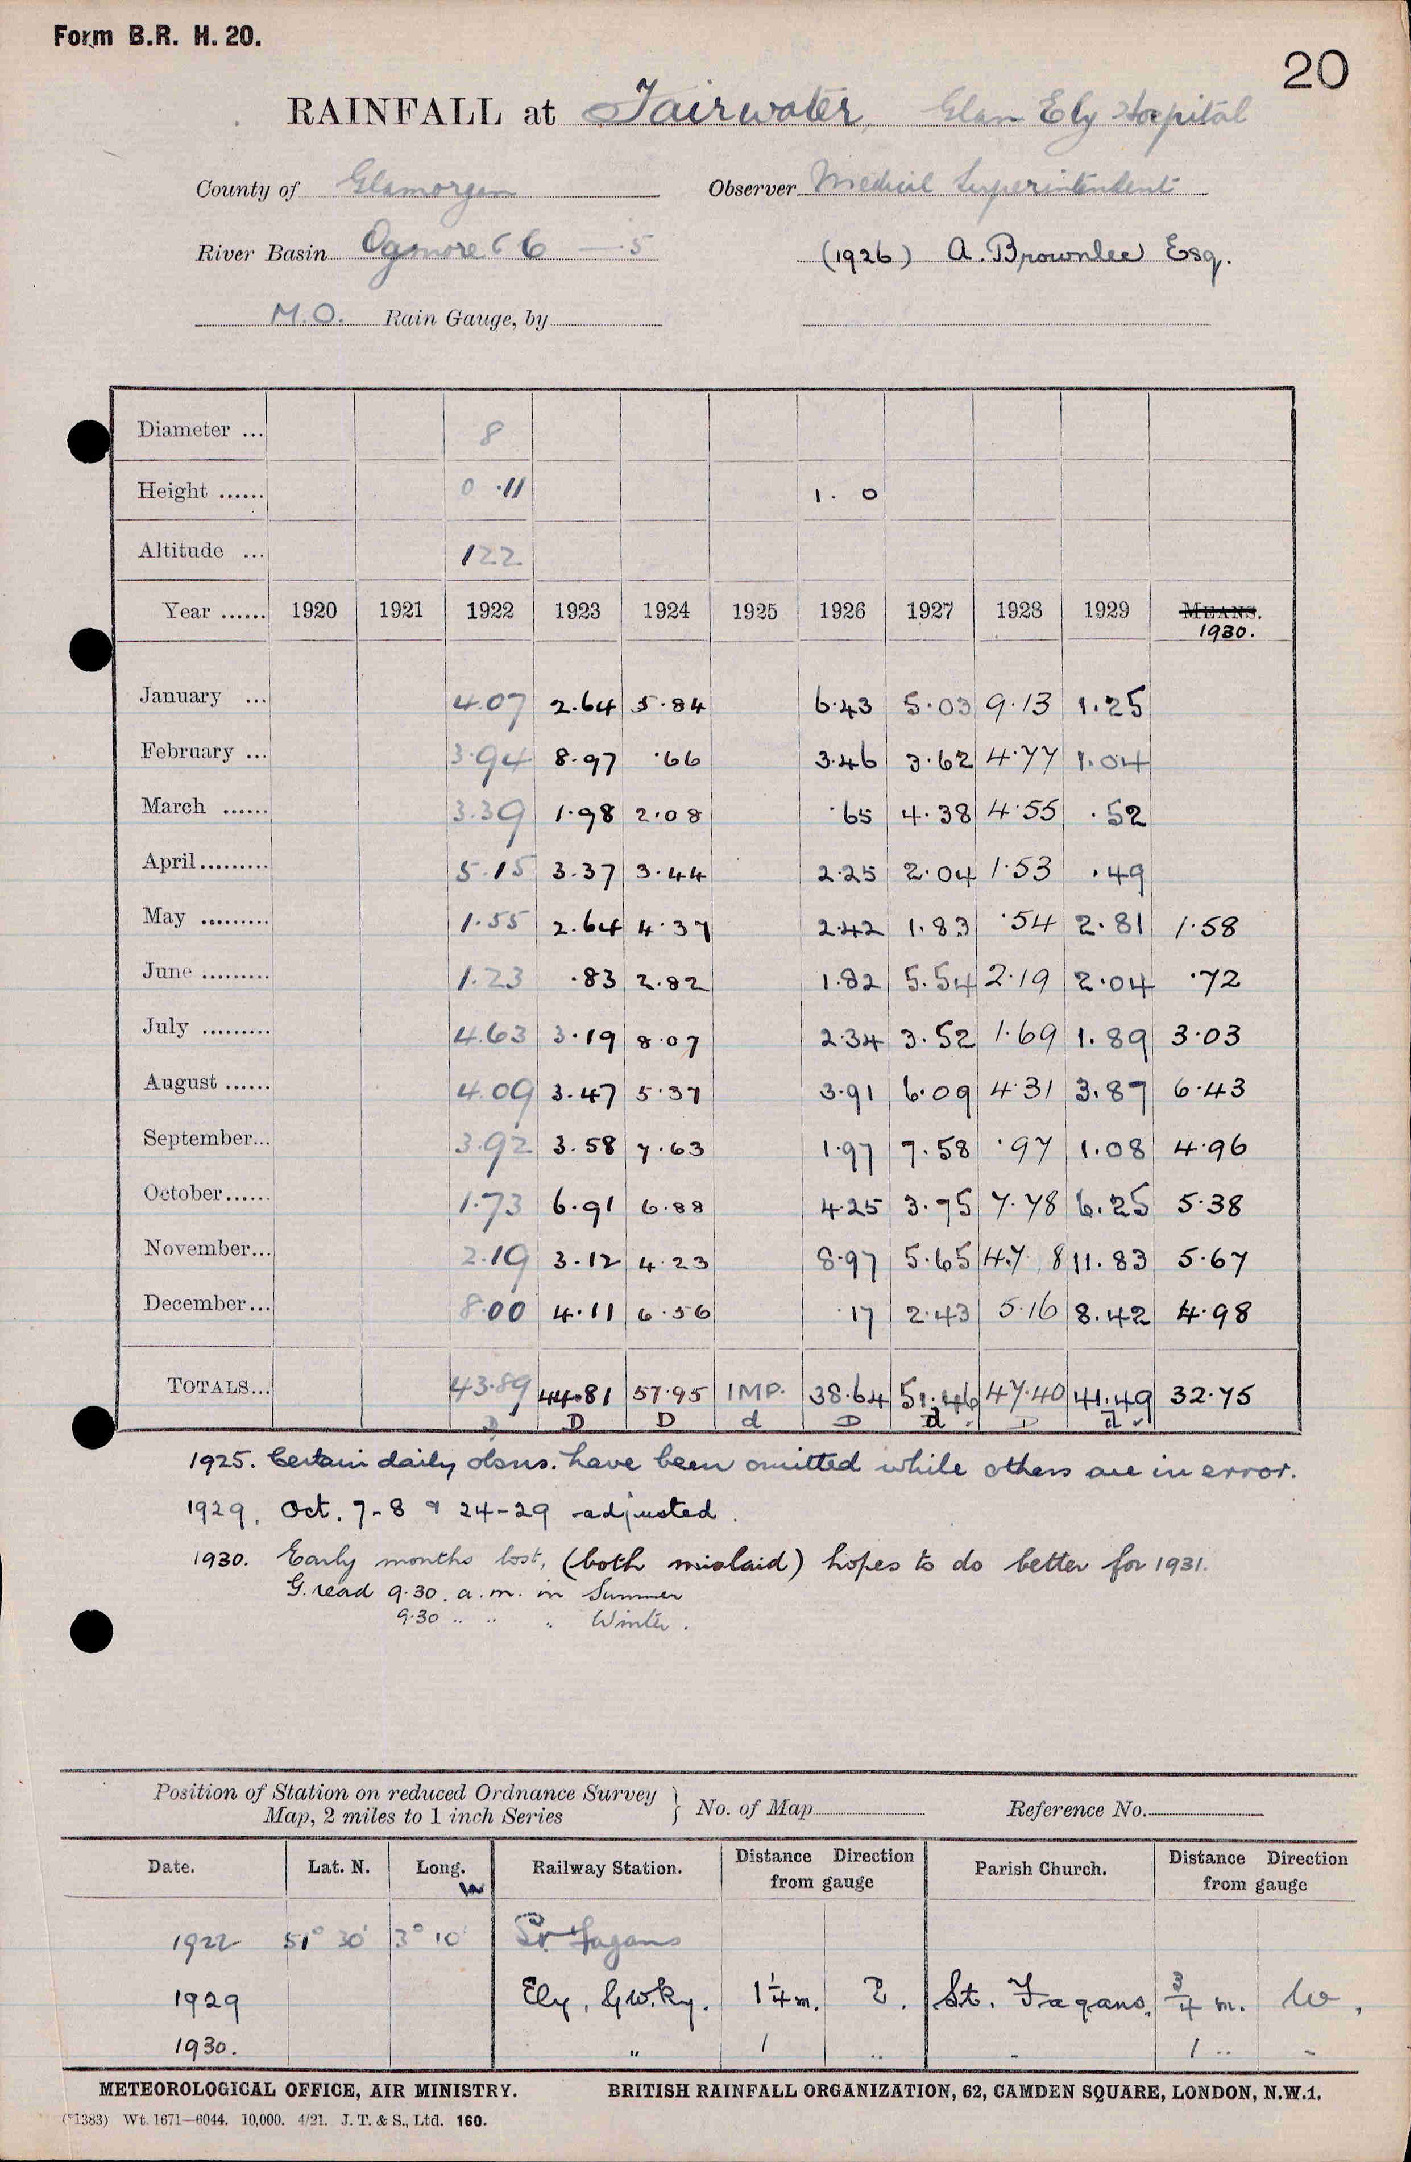 Form B.R. H. 20.
20
RAINFALL at Fairwater, Glan Ely Hospital
County of Glamorgan Observer Medical Superintendent
River Basin Ogmore 66 — 5 (1926) A. Brownlee Esq.
M.O. Rain Gauge, by
Diameter ... 8
Height ...... 0 .11 1. 0
Altitude ... 122
Year ...... 1920 1921 1922 1923 1924 1925 1926 1927 1928 1929 MEANS. 1930.
January ... 4.07 2.64 5.84 6.43 5.03 9.13 1.25
February ... 3.94 8.97 .66 3.46 3.62 4.77 1.04
March ...... 3.39 1.98 2.08 .65 4.38 4.55 .52
April ......... 5.15 3.37 3.44 2.25 2.04 1.53 .49
May ......... 1.55 2.64 4.37 2.42 1.83 .54 2.81 1.58
June ......... 1.23 .83 2.82 1.82 5.54 2.19 2.04 .72
July ......... 4.63 3.19 8.07 2.34 3.52 1.69 1.89 3.03
August ...... 4.09 3.47 5.37 3.91 6.09 4.31 3.87 6.43
September... 3.92 3.58 7.63 1.97 7.58 .97 1.08 4.96
October...... 1.73 6.91 6.88 4.25 3.75 7.78 6.25 5.38
November... 2.19 3.12 4.23 8.97 5.65 4.78 11.83 5.67
December... 8.00 4.11 6.56 .17 2.43 5.16 8.42 4.98
TOTALS... 43.89 44.81 57.95 IMP. 38.64 51.46 47.40 41.49 32.75
D D D d D d D d
1925. Certain daily obsns. have been omitted while others are in error.
1929. Oct. 7-8 & 24-29 adjusted.
1930. Early months lost, (both mislaid) hopes to do better for 1931.
G. read 9.30. a.m. in Summer
9.30 " " " Winter.
Position of Station on reduced Ordnance Survey Map, 2 miles to 1 inch Series } No. of Map Reference No.
Date. Lat. N. Long. W Railway Station. Distance Direction from gauge Parish Church. Distance Direction from gauge
1922 51° 30' 3° 10' St. Fagans
1929 Ely, G.W.Ry. 1¼ m. E. St. Fagans. ¾ m. W.
1930. " 1 " - 1 " -
METEOROLOGICAL OFFICE, AIR MINISTRY. BRITISH RAINFALL ORGANIZATION, 62, CAMDEN SQUARE, LONDON, N.W.1.
(*1383) Wt. 1671—6044. 10,000. 4/21. J. T. & S., Ltd. 160.